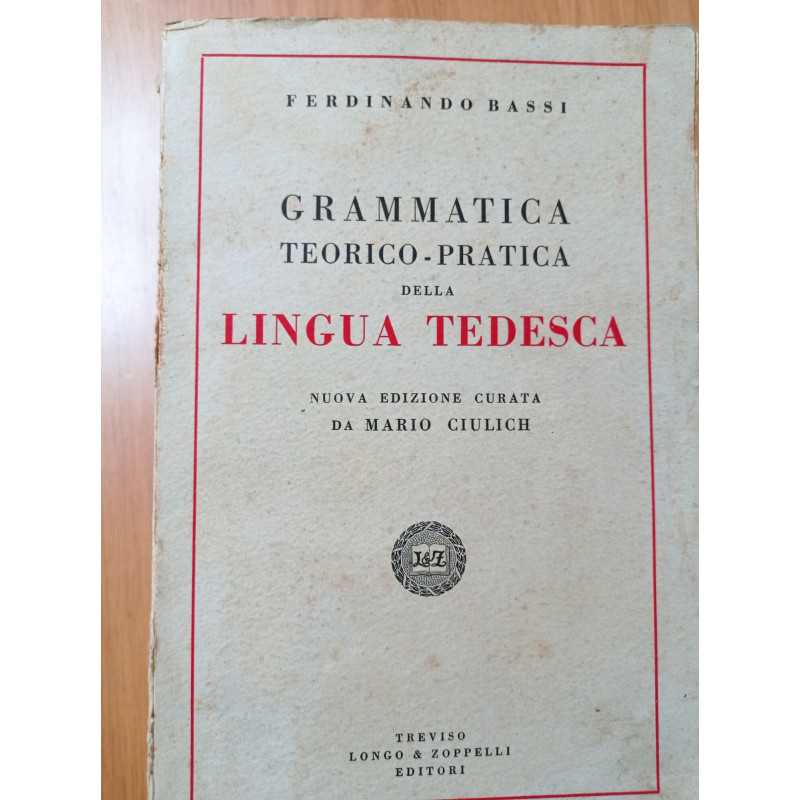 FERDINANDO BASSI
GRAMMATICA
TEORICO-PRATICA
DELLA
LINGUA TEDESCA
NUOVA EDIZIONE CURATA
DA MARIO CIULICH
L&Z
TREVISO
LONGO & ZOPPELLI
EDITORI